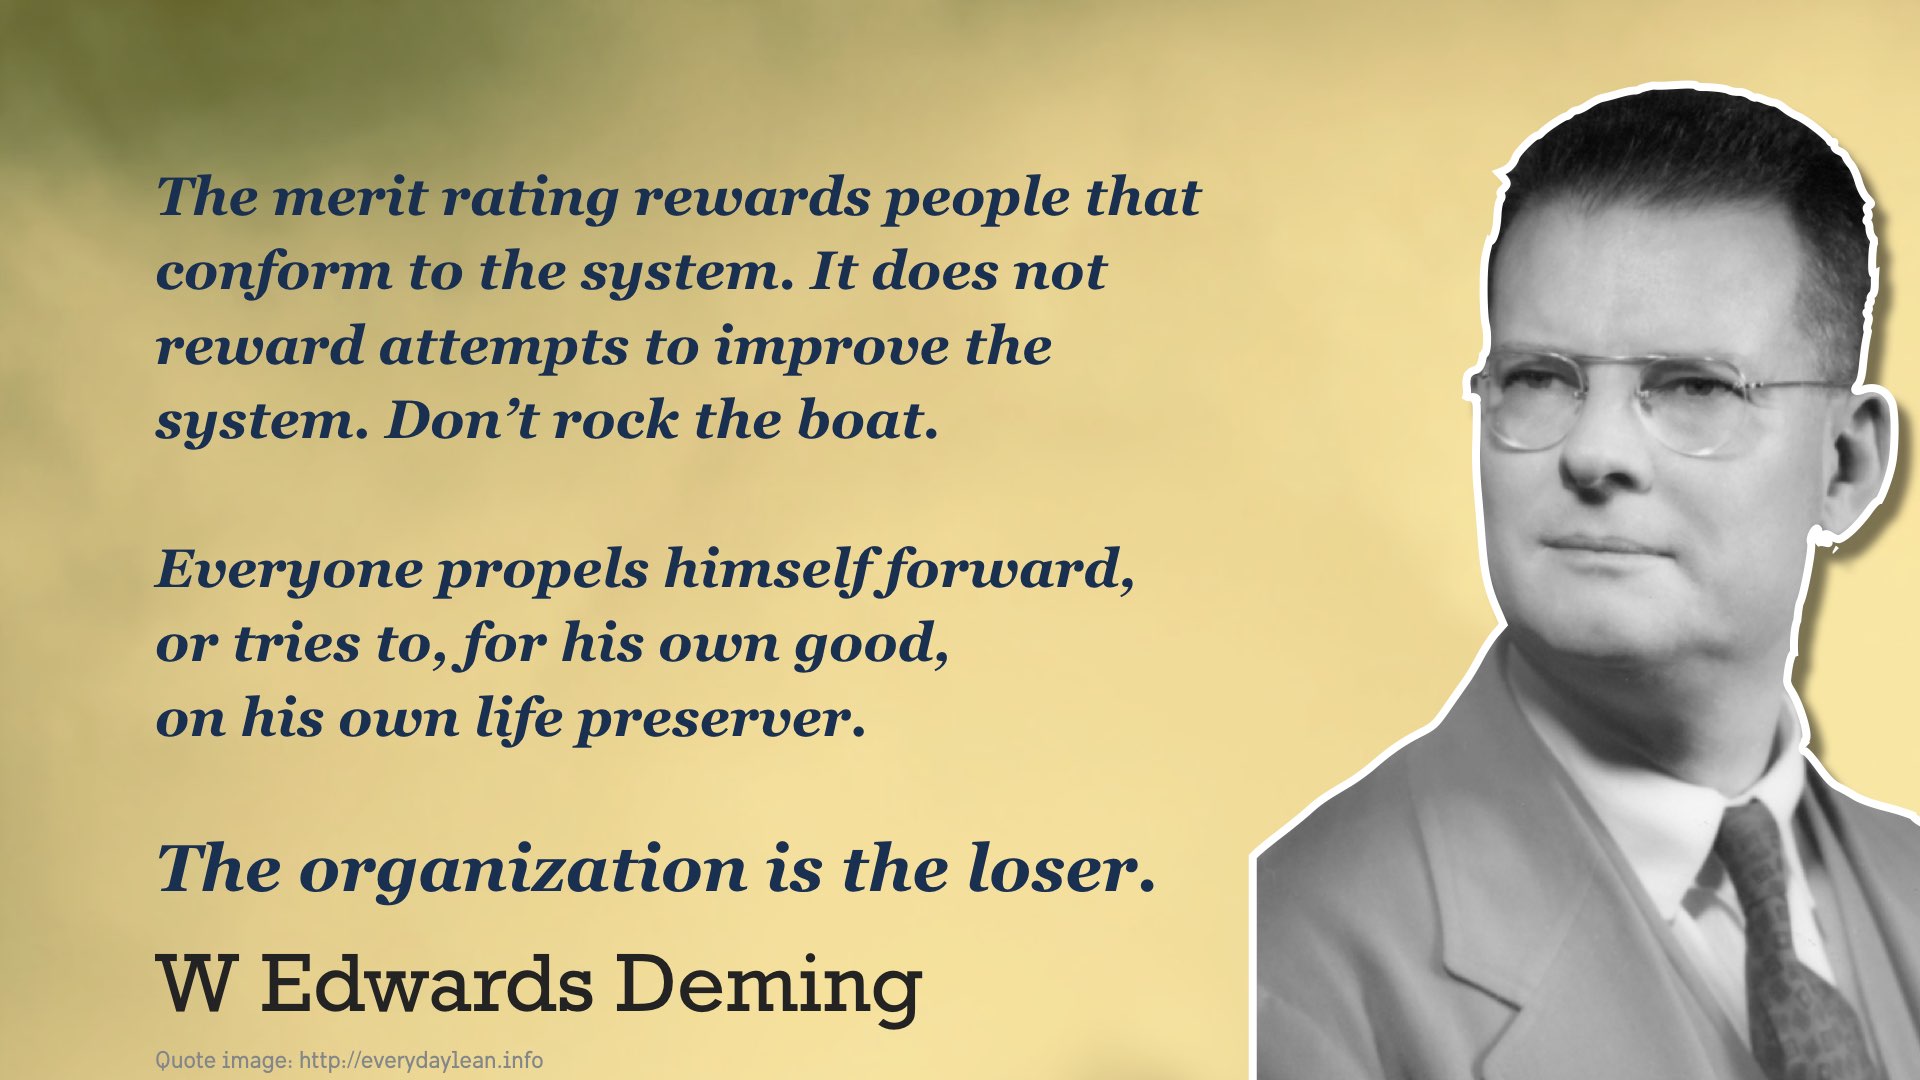 The merit rating rewards people that
conform to the system. It does not
reward attempts to improve the
system. Don’t rock the boat.
Everyone propels himself forward,
or tries to, for his own good,
on his own life preserver.
The organization is the loser.
W Edwards Deming
Quote image: http://everydaylean.info